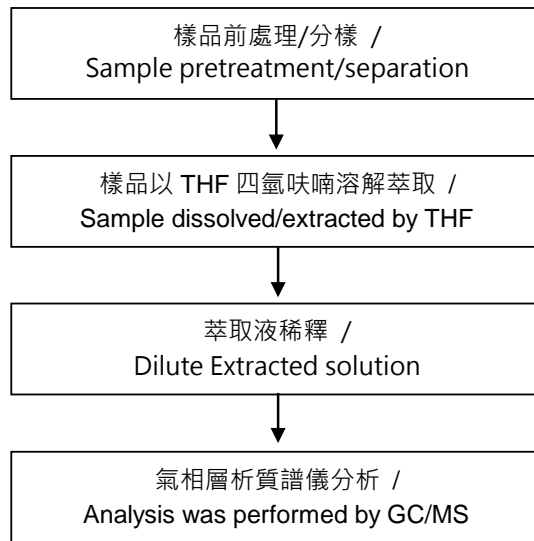 樣品前處理/分樣 /
Sample pretreatment/separation
樣品以 THF 四氫呋喃溶解萃取 /
Sample dissolved/extracted by THF
萃取液稀釋 /
Dilute Extracted solution
氣相層析質譜儀分析 /
Analysis was performed by GC/MS